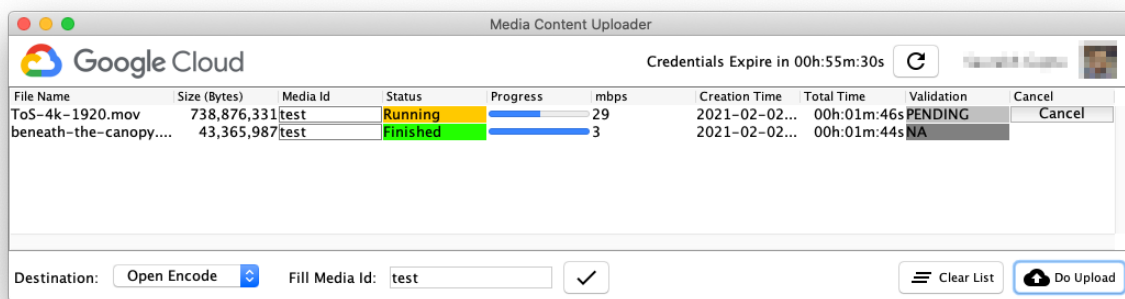 Media Content Uploader
Google Cloud
Credentials Expire in 00h:55m:30s
File Name Size (Bytes) Media Id Status Progress mbps Creation Time Total Time Validation Cancel
ToS-4k-1920.mov 738,876,331 test Running 29 2021-02-02... 00h:01m:46s PENDING Cancel
beneath-the-canopy.... 43,365,987 test Finished 3 2021-02-02... 00h:01m:44s NA
Destination: Open Encode Fill Media Id: test Clear List Do Upload